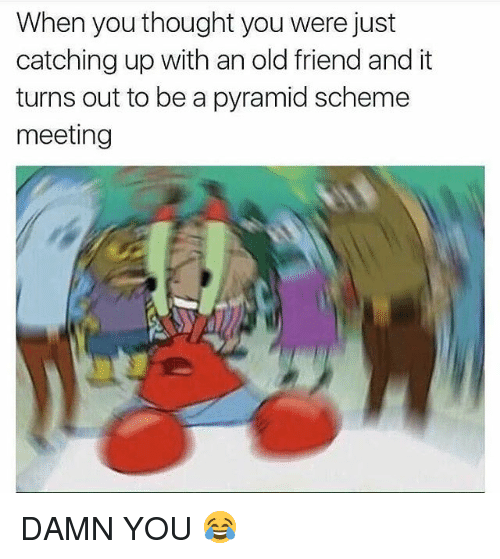 When you thought you were just
catching up with an old friend and it
turns out to be a pyramid scheme
meeting
DAMN YOU 😂